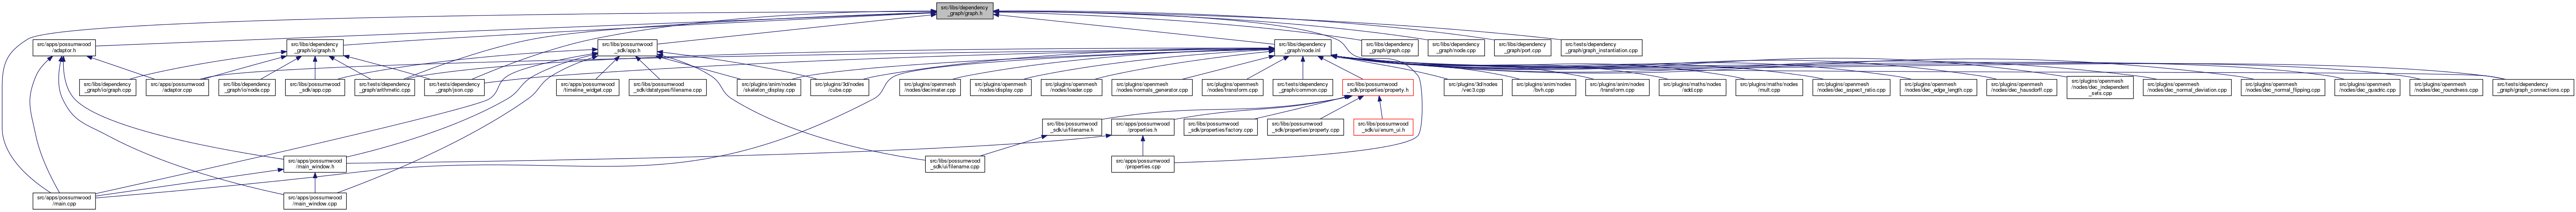 src/libs/dependency
_graph/graph.h
src/apps/possumwood
/adaptor.h
src/libs/dependency
_graph/io/graph.h
src/libs/possumwood
_sdk/app.h
src/libs/dependency
_graph/node.inl
src/libs/dependency
_graph/graph.cpp
src/libs/dependency
_graph/node.cpp
src/libs/dependency
_graph/port.cpp
src/tests/dependency
_graph/graph_instantiation.cpp
src/libs/dependency
_graph/io/graph.cpp
src/apps/possumwood
/adaptor.cpp
src/libs/dependency
_graph/io/node.cpp
src/libs/possumwood
_sdk/app.cpp
src/tests/dependency
_graph/arithmetic.cpp
src/tests/dependency
_graph/json.cpp
src/apps/possumwood
/timeline_widget.cpp
src/libs/possumwood
_sdk/datatypes/filename.cpp
src/plugins/anim/nodes
/skeleton_display.cpp
src/plugins/3d/nodes
/cube.cpp
src/plugins/openmesh
/nodes/decimater.cpp
src/plugins/openmesh
/nodes/display.cpp
src/plugins/openmesh
/nodes/loader.cpp
src/plugins/openmesh
/nodes/normals_generator.cpp
src/plugins/openmesh
/nodes/transform.cpp
src/tests/dependency
_graph/common.cpp
src/libs/possumwood
_sdk/properties/property.h
src/plugins/3d/nodes
/vec3.cpp
src/plugins/anim/nodes
/bvh.cpp
src/plugins/anim/nodes
/transform.cpp
src/plugins/maths/nodes
/add.cpp
src/plugins/maths/nodes
/mult.cpp
src/plugins/openmesh
/nodes/dec_aspect_ratio.cpp
src/plugins/openmesh
/nodes/dec_edge_length.cpp
src/plugins/openmesh
/nodes/dec_hausdorff.cpp
src/plugins/openmesh
/nodes/dec_independent
_sets.cpp
src/plugins/openmesh
/nodes/dec_normal_deviation.cpp
src/plugins/openmesh
/nodes/dec_normal_flipping.cpp
src/plugins/openmesh
/nodes/dec_quadric.cpp
src/plugins/openmesh
/nodes/dec_roundness.cpp
src/tests/dependency
_graph/graph_connections.cpp
src/libs/possumwood
_sdk/ui/filename.h
src/apps/possumwood
/properties.h
src/libs/possumwood
_sdk/properties/factory.cpp
src/libs/possumwood
_sdk/properties/property.cpp
src/libs/possumwood
_sdk/ui/enum_ui.h
src/apps/possumwood
/main_window.h
src/libs/possumwood
_sdk/ui/filename.cpp
src/apps/possumwood
/properties.cpp
src/apps/possumwood
/main.cpp
src/apps/possumwood
/main_window.cpp